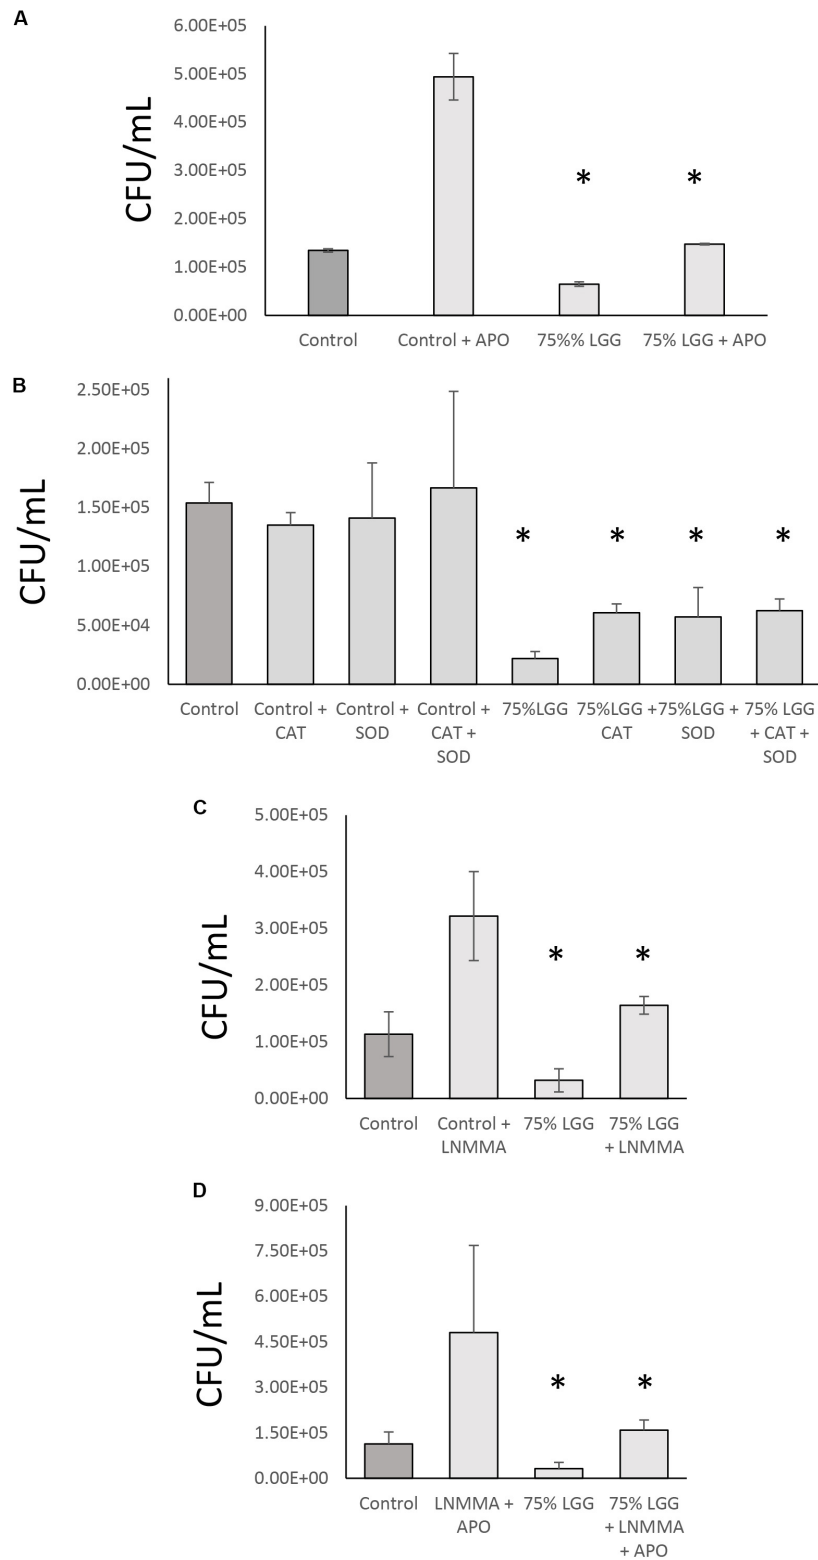 A
6.00E+05
5.00E+05
4.00E+05
3.00E+05
2.00E+05
1.00E+05
0.00E+00
CFU/mL
*
*
Control
Control + APO
75%% LGG
75% LGG + APO
B
2.50E+05
2.00E+05
1.50E+05
1.00E+05
5.00E+04
0.00E+00
CFU/mL
*
*
*
*
Control
Control +
CAT
Control +
SOD
Control +
CAT +
SOD
75%LGG
75%LGG +
CAT
75%LGG +
SOD
75% LGG
+ CAT +
SOD
C
5.00E+05
4.00E+05
3.00E+05
2.00E+05
1.00E+05
0.00E+00
CFU/mL
*
*
Control
Control +
LNMMA
75% LGG
75% LGG
+ LNMMA
D
9.00E+05
7.50E+05
6.00E+05
4.50E+05
3.00E+05
1.50E+05
0.00E+00
CFU/mL
*
*
Control
LNMMA +
APO
75% LGG
75% LGG
+ LNMMA
+ APO